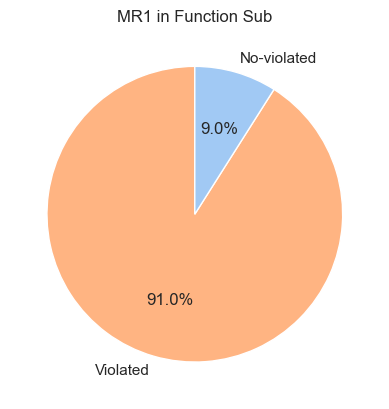 MR1 in Function Sub
No-violated
9.0%
91.0%
Violated